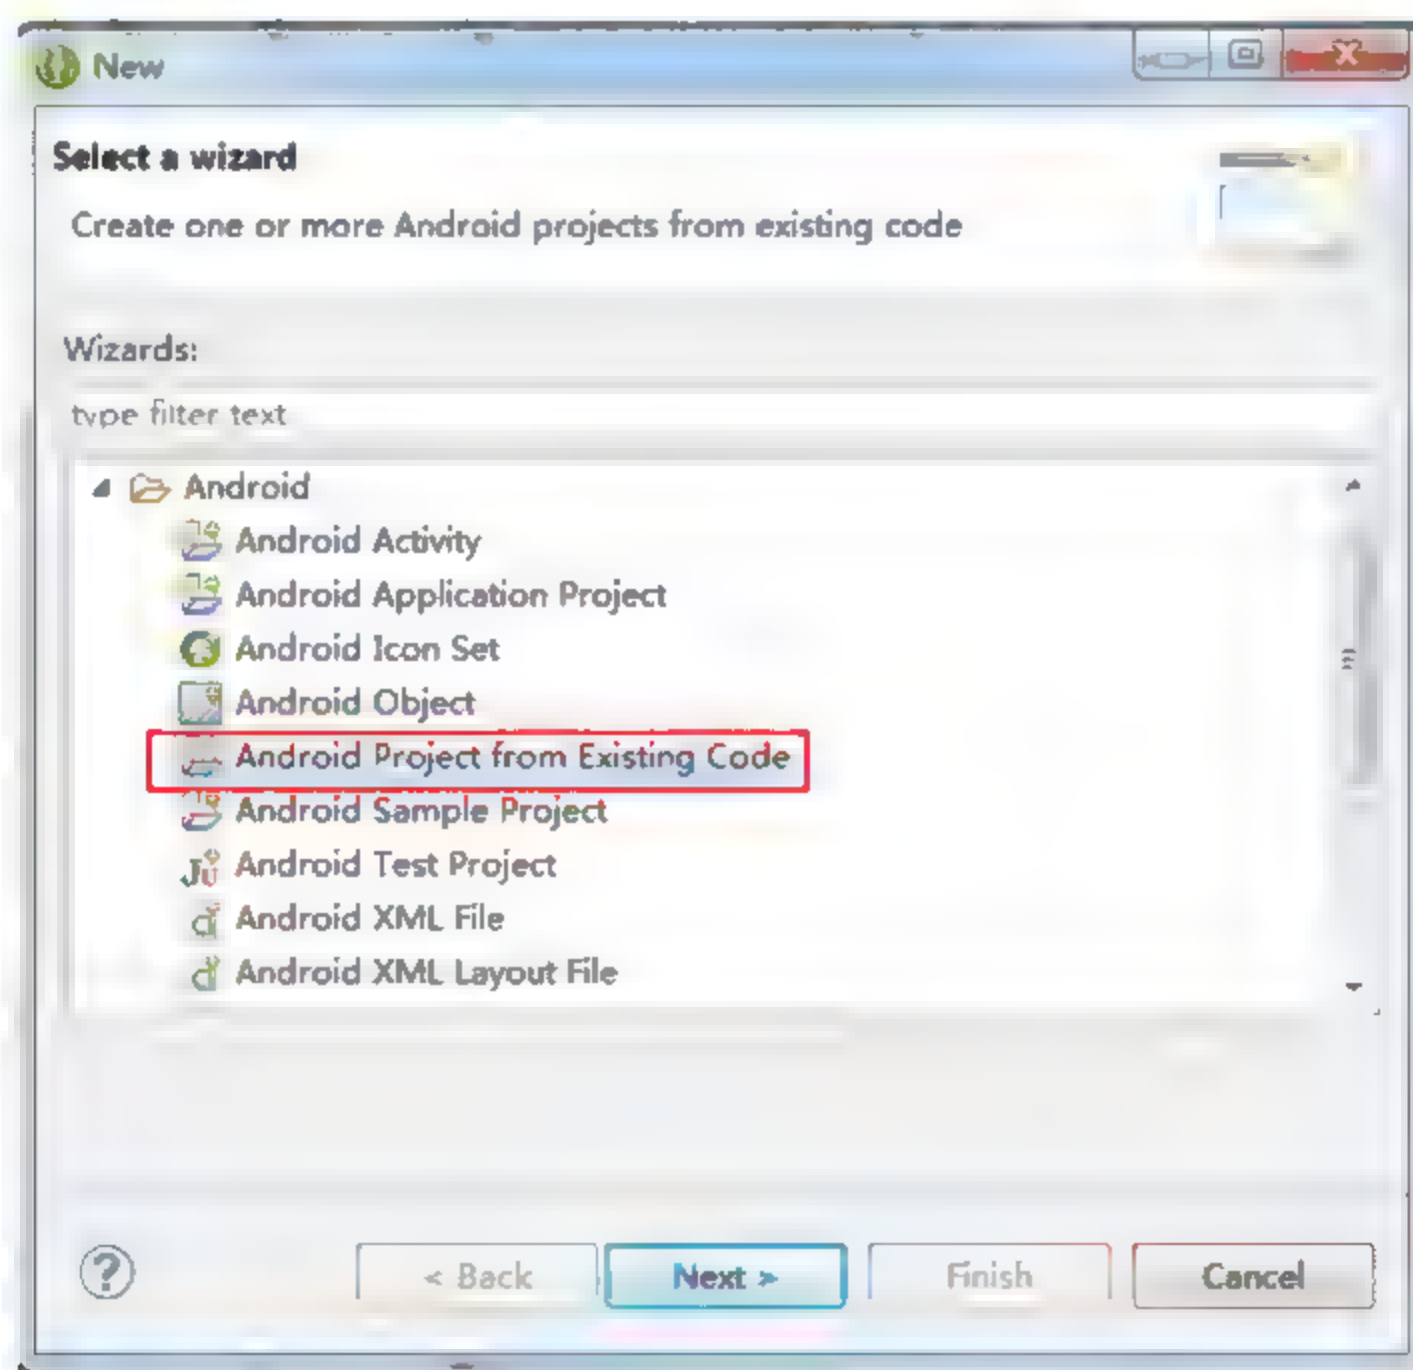 New
Select a wizard
Create one or more Android projects from existing code
Wizards:
type filter text
Android
Android Activity
Android Application Project
Android Icon Set
Android Object
Android Project from Existing Code
Android Sample Project
Android Test Project
Android XML File
Android XML Layout File
< Back Next > Finish Cancel